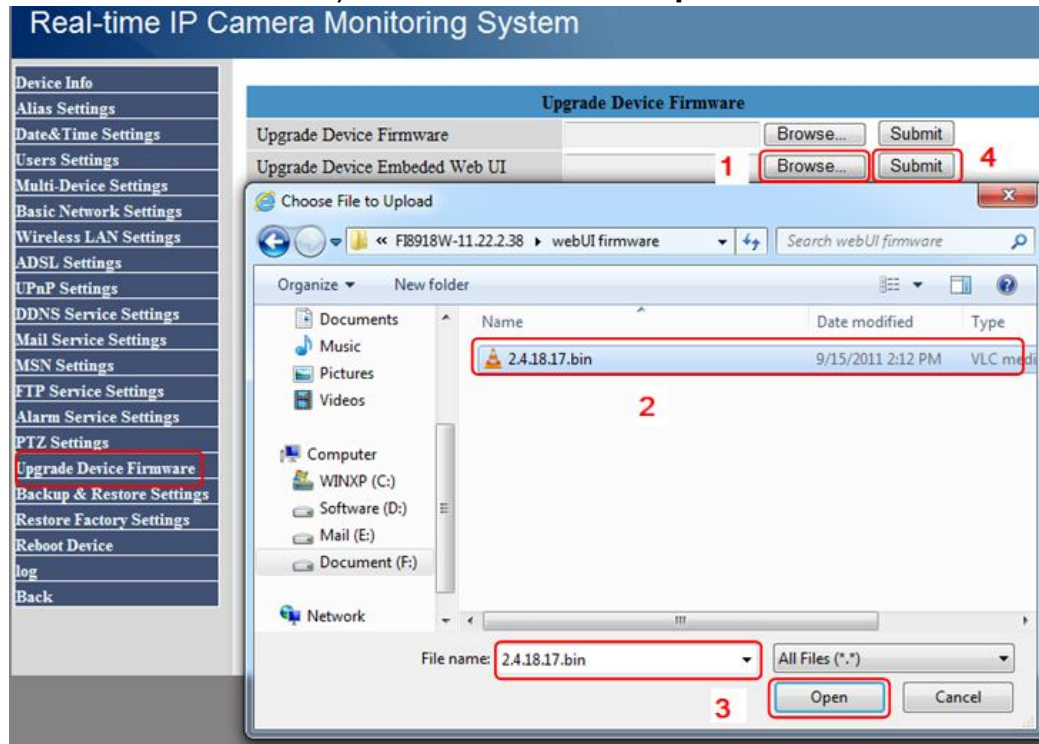 Real-time IP Camera Monitoring System
Device Info
Alias Settings
Date&Time Settings
Users Settings
Multi-Device Settings
Basic Network Settings
Wireless LAN Settings
ADSL Settings
UPnP Settings
DDNS Service Settings
Mail Service Settings
MSN Settings
FTP Service Settings
Alarm Service Settings
PTZ Settings
Upgrade Device Firmware
Backup & Restore Settings
Restore Factory Settings
Reboot Device
log
Back
Upgrade Device Firmware
Upgrade Device Firmware Browse... Submit
Upgrade Device Embeded Web UI 1 Browse... Submit 4
Choose File to Upload
« FI8918W-11.22.2.38 webUI firmware Search webUI firmware
Organize New folder
Documents
Music
Pictures
Videos
Computer
WINXP (C:)
Software (D:)
Mail (E:)
Document (F:)
Network
Name Date modified Type
2.4.18.17.bin 9/15/2011 2:12 PM VLC medi
2
File name: 2.4.18.17.bin All Files (*.*)
3 Open Cancel